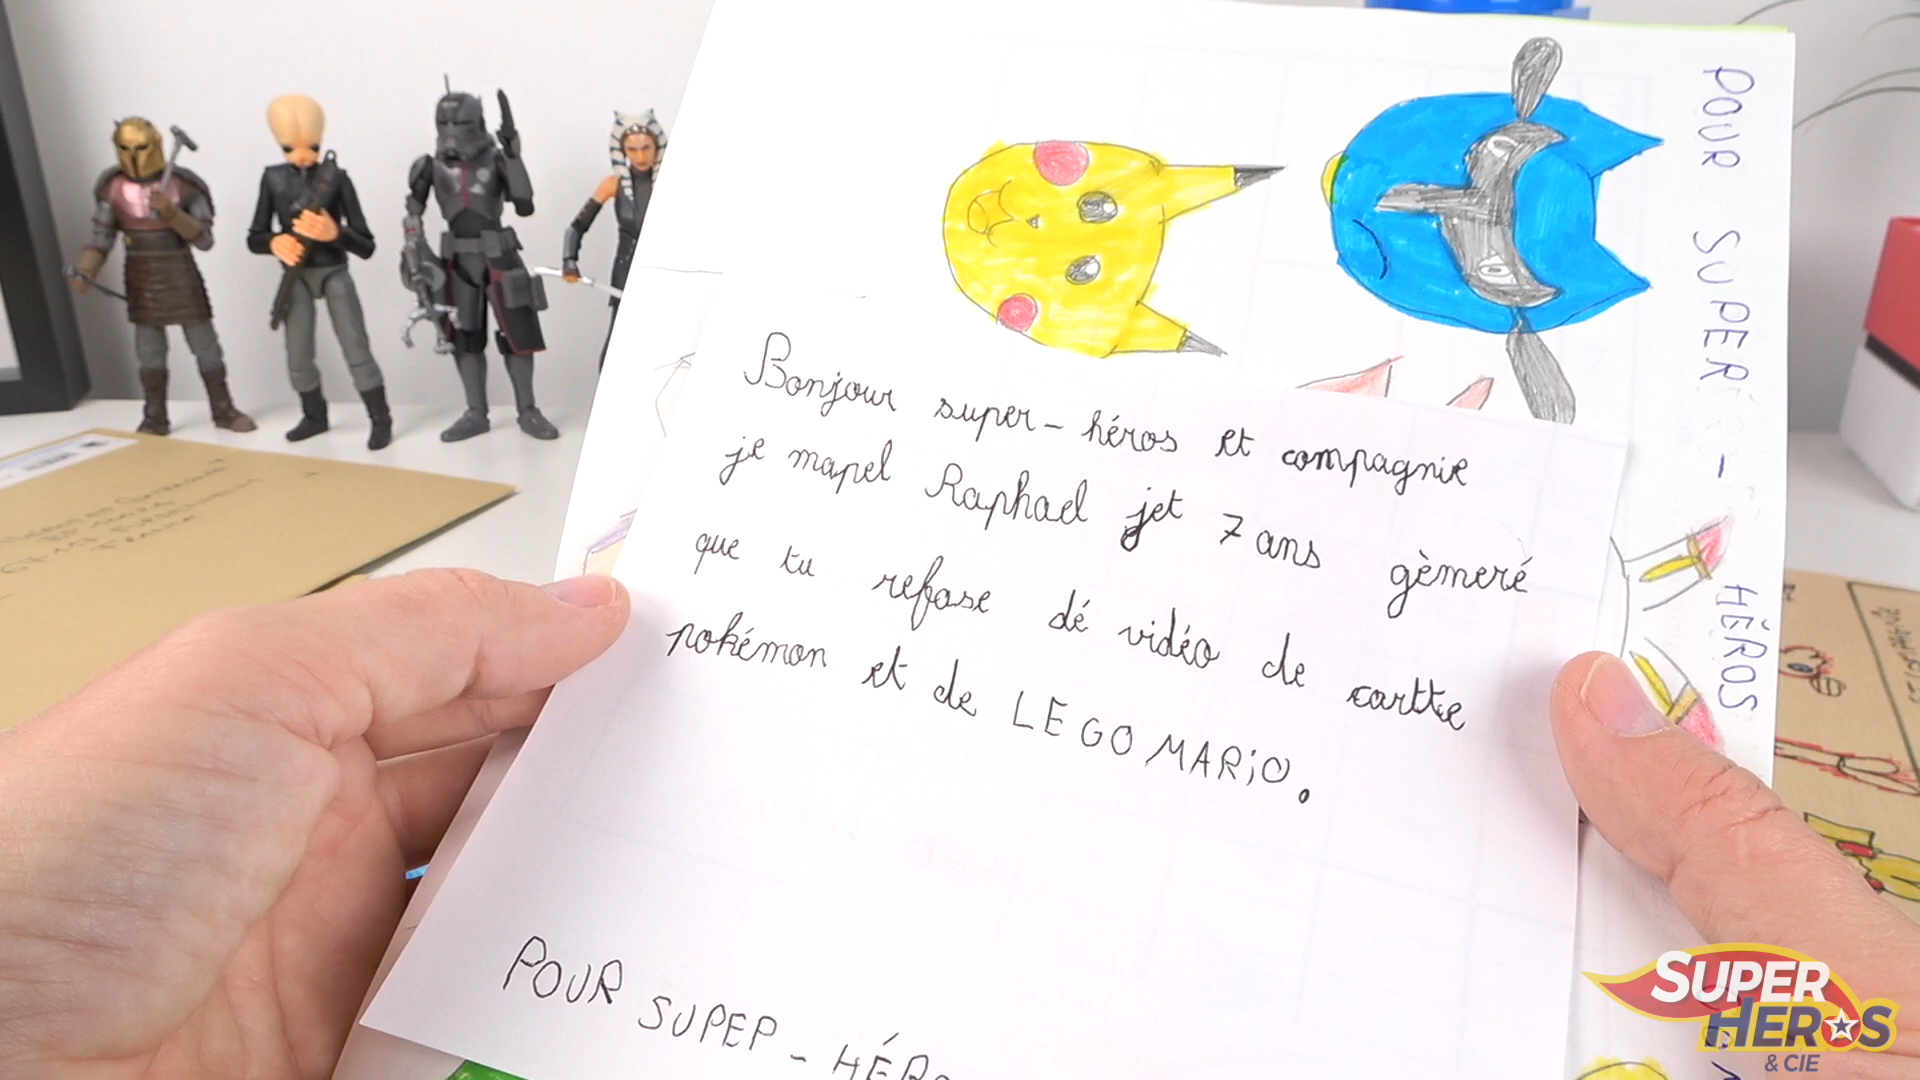 Bonjour super-héros et compagnie
je mapel Raphael jet 7 ans gèmeré
que tu refase dé vidéo de cartte
pokémon et de LEGO MARiO.
POUR SUPEP-HÉRO
POUR SUPER-HÉROS
SUPER
HEROS
& CIE